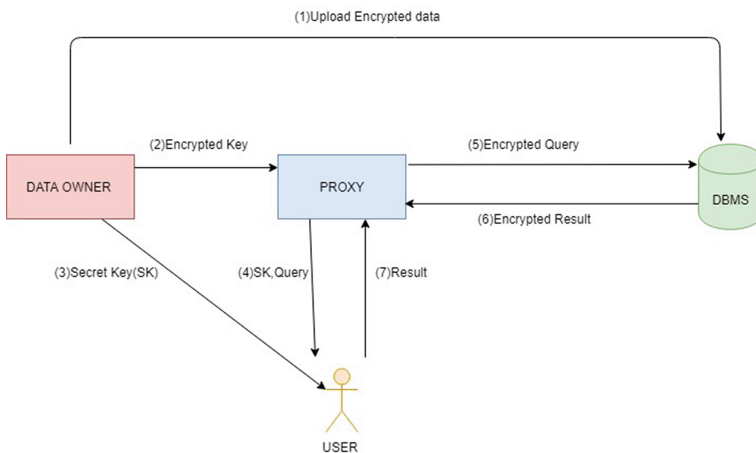 (1)Upload Encrypted data
(2)Encrypted Key
(5)Encrypted Query
DATA OWNER
PROXY
DBMS
(6)Encrypted Result
(3)Secret Key(SK)
(4)SK,Query
(7)Result
USER